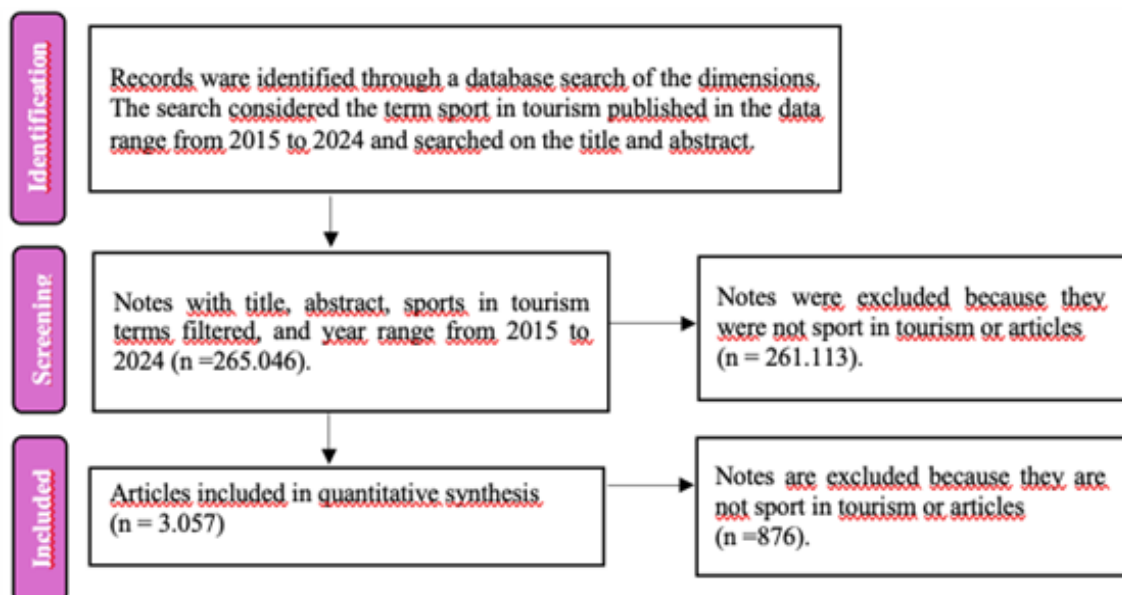 Identification
Records ware identified through a database search of the dimensions.
The search considered the term sport in tourism published in the data
range from 2015 to 2024 and searched on the title and abstract.
Screening
Notes with title, abstract, sports in tourism
terms filtered, and year range from 2015 to
2024 (n =265.046).
Notes were excluded because they
were not sport in tourism or articles
(n = 261.113).
Included
Articles included in quantitative synthesis
(n = 3.057)
Notes are excluded because they are
not sport in tourism or articles
(n =876).